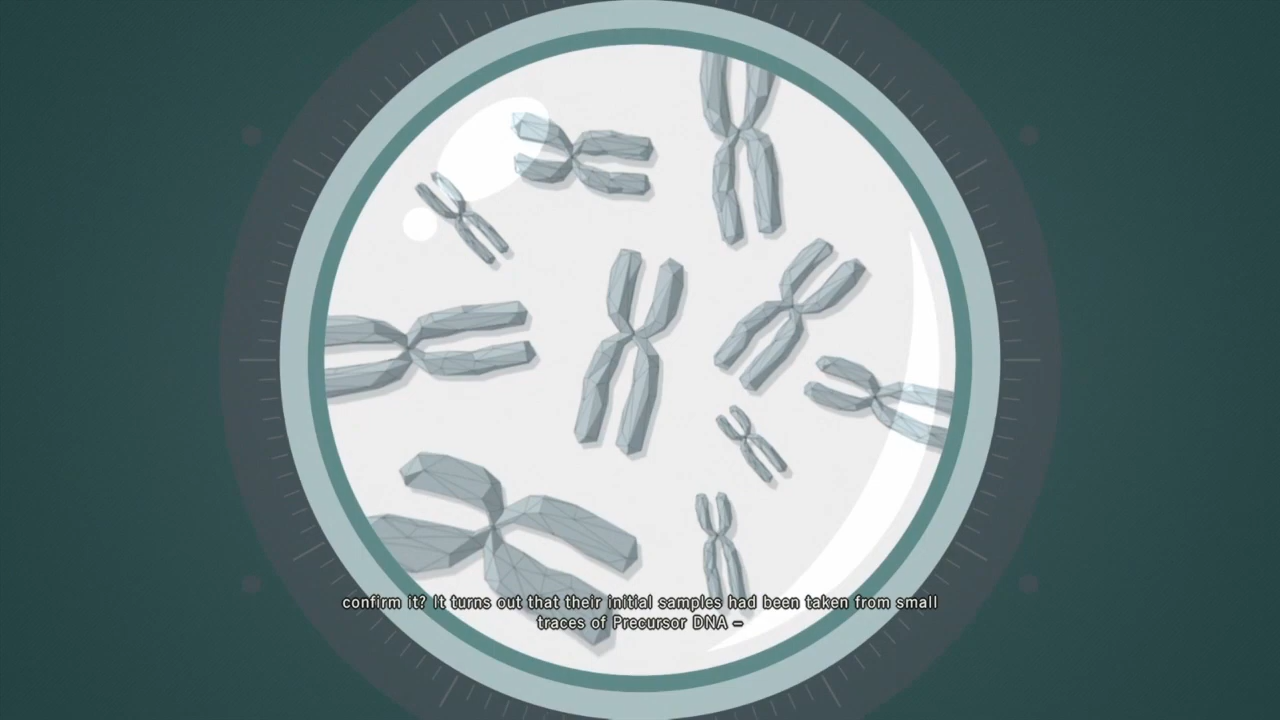 confirm it? It turns out that their initial samples had been taken from small
traces of Precursor DNA –